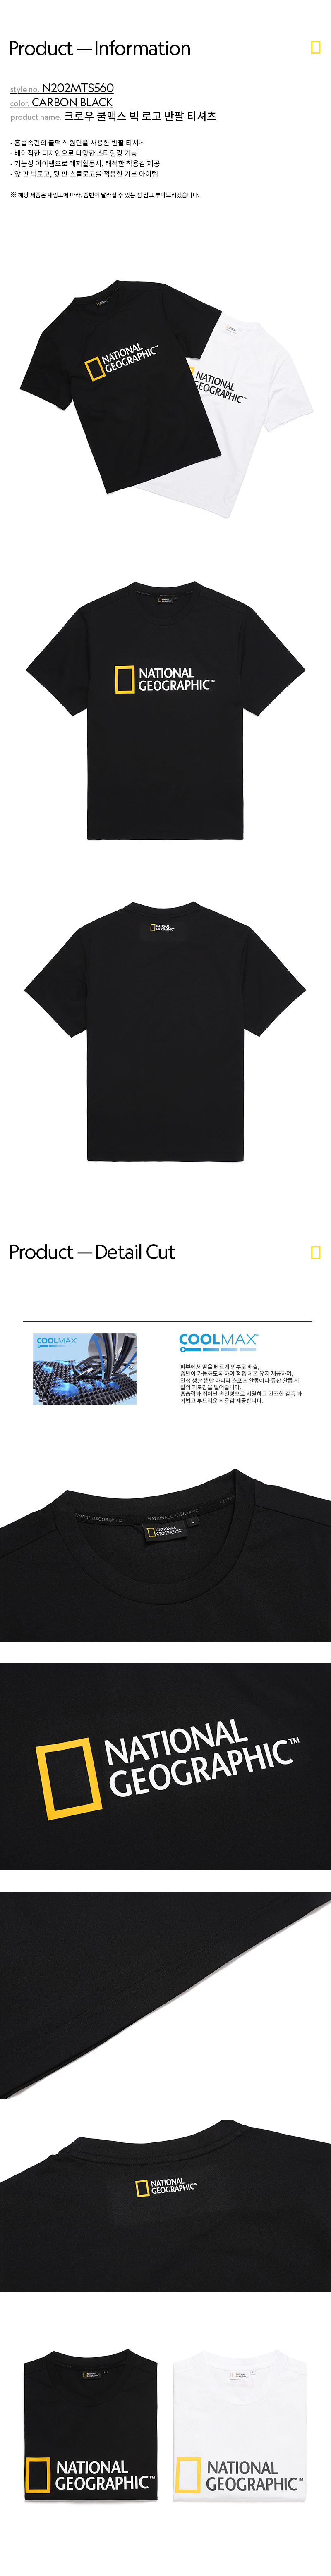 Product — Information
style no. N202MTS560
color. CARBON BLACK
product name. 크로우 쿨맥스 빅 로고 반팔 티셔츠
- 흡습속건의 쿨맥스 원단을 사용한 반팔 티셔츠
- 베이직한 디자인으로 다양한 스타일링 가능
- 기능성 아이템으로 레저활동시, 쾌적한 착용감 제공
- 앞 판 빅로고, 뒷 판 스몰로고를 적용한 기본 아이템
※ 해당 제품은 재입고에 따라, 품번이 달라질 수 있는 점 참고 부탁드리겠습니다.
NATIONAL
GEOGRAPHIC™
NATIONAL
GEOGRAPHIC™
NATIONAL
GEOGRAPHIC™
NATIONAL
GEOGRAPHIC™
Product — Detail Cut
COOLMAX
COOLMAX®
피부에서 땀을 빠르게 외부로 배출,
증발이 가능하도록 하여 적정 체온 유지 제공하며,
일상 생활 뿐만 아니라 스포츠 활동이나 등산 활동 시
발의 피로감을 덜어줍니다.
흡습력과 뛰어난 속건성으로 시원하고 건조한 감촉 과
가볍고 부드러운 착용감 제공합니다.
NATIONAL GEOGRAPHIC
NATIONAL GEOGRAPHIC
NATIONAL
GEOGRAPHIC™
L
NATIONAL
GEOGRAPHIC™
NATIONAL
GEOGRAPHIC™
NATIONAL
GEOGRAPHIC™
NATIONAL
GEOGRAPHIC™